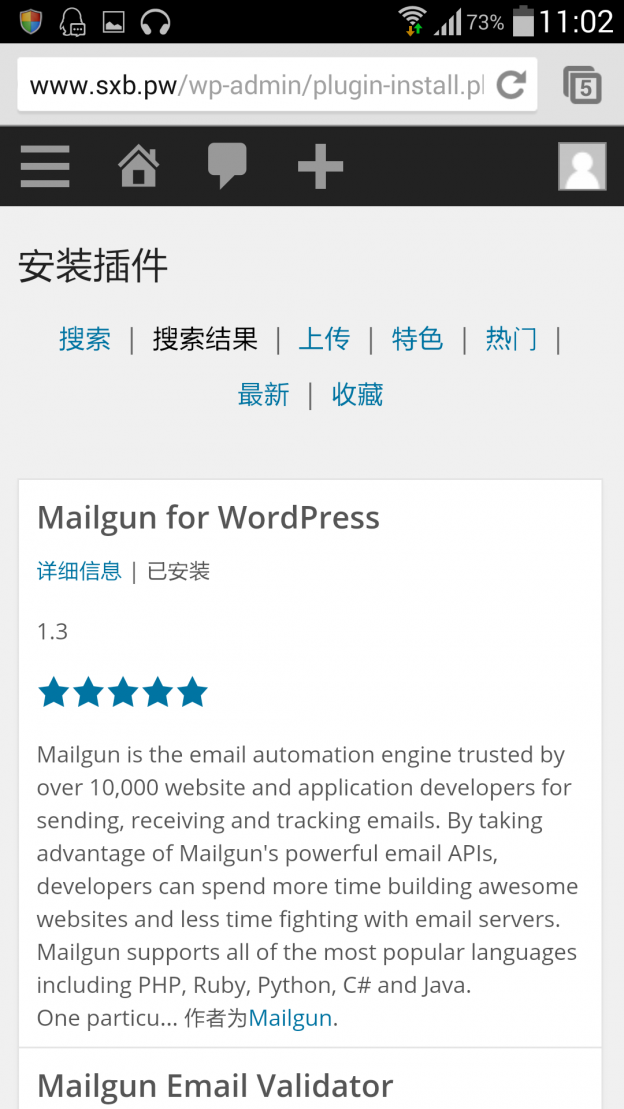 73% 11:02
www.sxb.pw/wp-admin/plugin-install.pl
5
安装插件
搜索 | 搜索结果 | 上传 | 特色 | 热门 |
最新 | 收藏
Mailgun for WordPress
详细信息 | 已安装
1.3
Mailgun is the email automation engine trusted by
over 10,000 website and application developers for
sending, receiving and tracking emails. By taking
advantage of Mailgun's powerful email APIs,
developers can spend more time building awesome
websites and less time fighting with email servers.
Mailgun supports all of the most popular languages
including PHP, Ruby, Python, C# and Java.
One particu... 作者为Mailgun.
Mailgun Email Validator